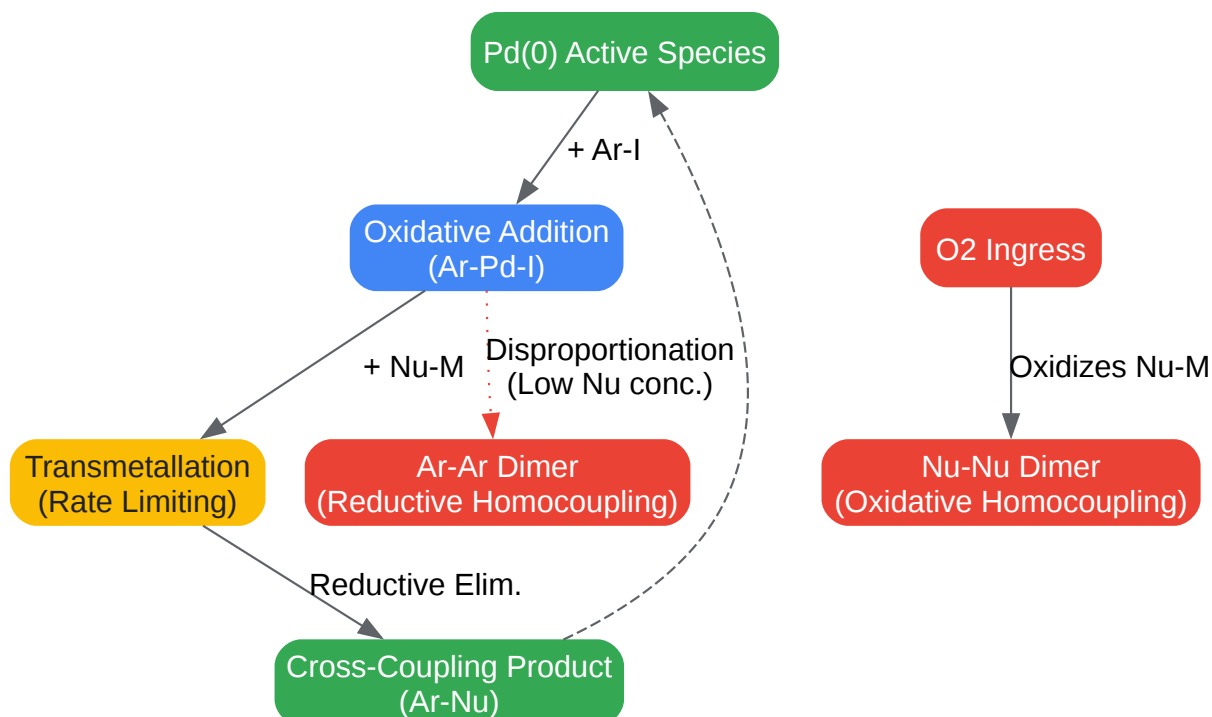 Pd(0) Active Species
+ Ar-I
Oxidative Addition
(Ar-Pd-I)
O2 Ingress
+ Nu-M
Disproportionation
(Low Nu conc.)
Oxidizes Nu-M
Transmetallation
(Rate Limiting)
Ar-Ar Dimer
(Reductive Homocoupling)
Nu-Nu Dimer
(Oxidative Homocoupling)
Reductive Elim.
Cross-Coupling Product
(Ar-Nu)